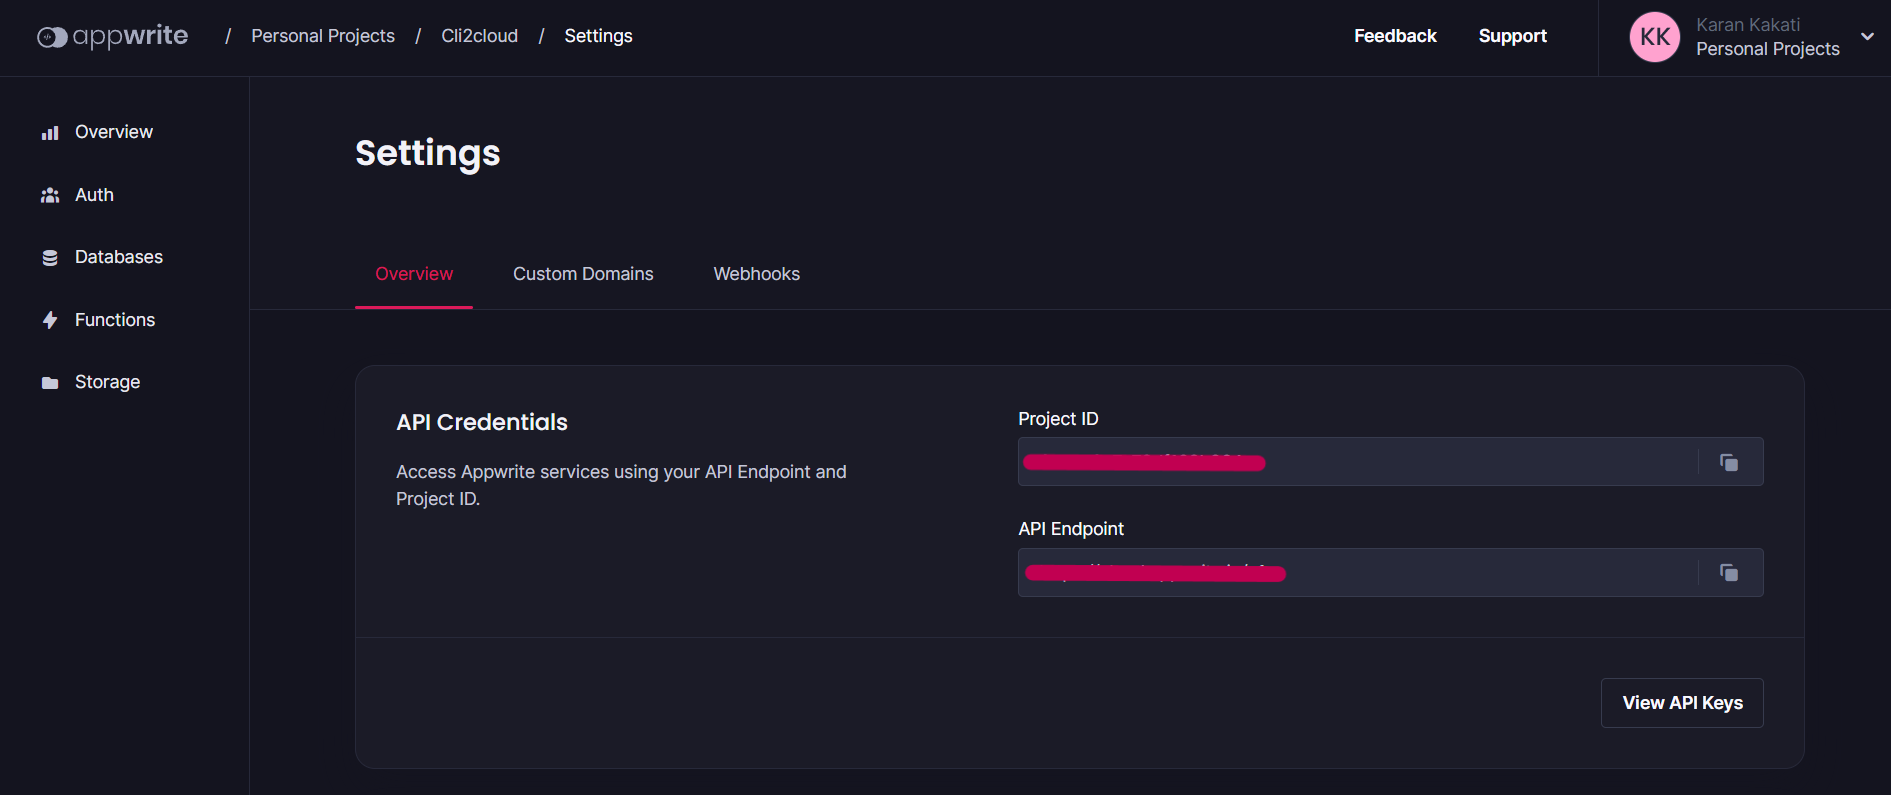 appwrite / Personal Projects / Cli2cloud / Settings
Feedback Support
KK
Karan Kakati
Personal Projects
Overview
Auth
Databases
Functions
Storage
Settings
Overview Custom Domains Webhooks
API Credentials
Access Appwrite services using your API Endpoint and
Project ID.
Project ID
API Endpoint
View API Keys